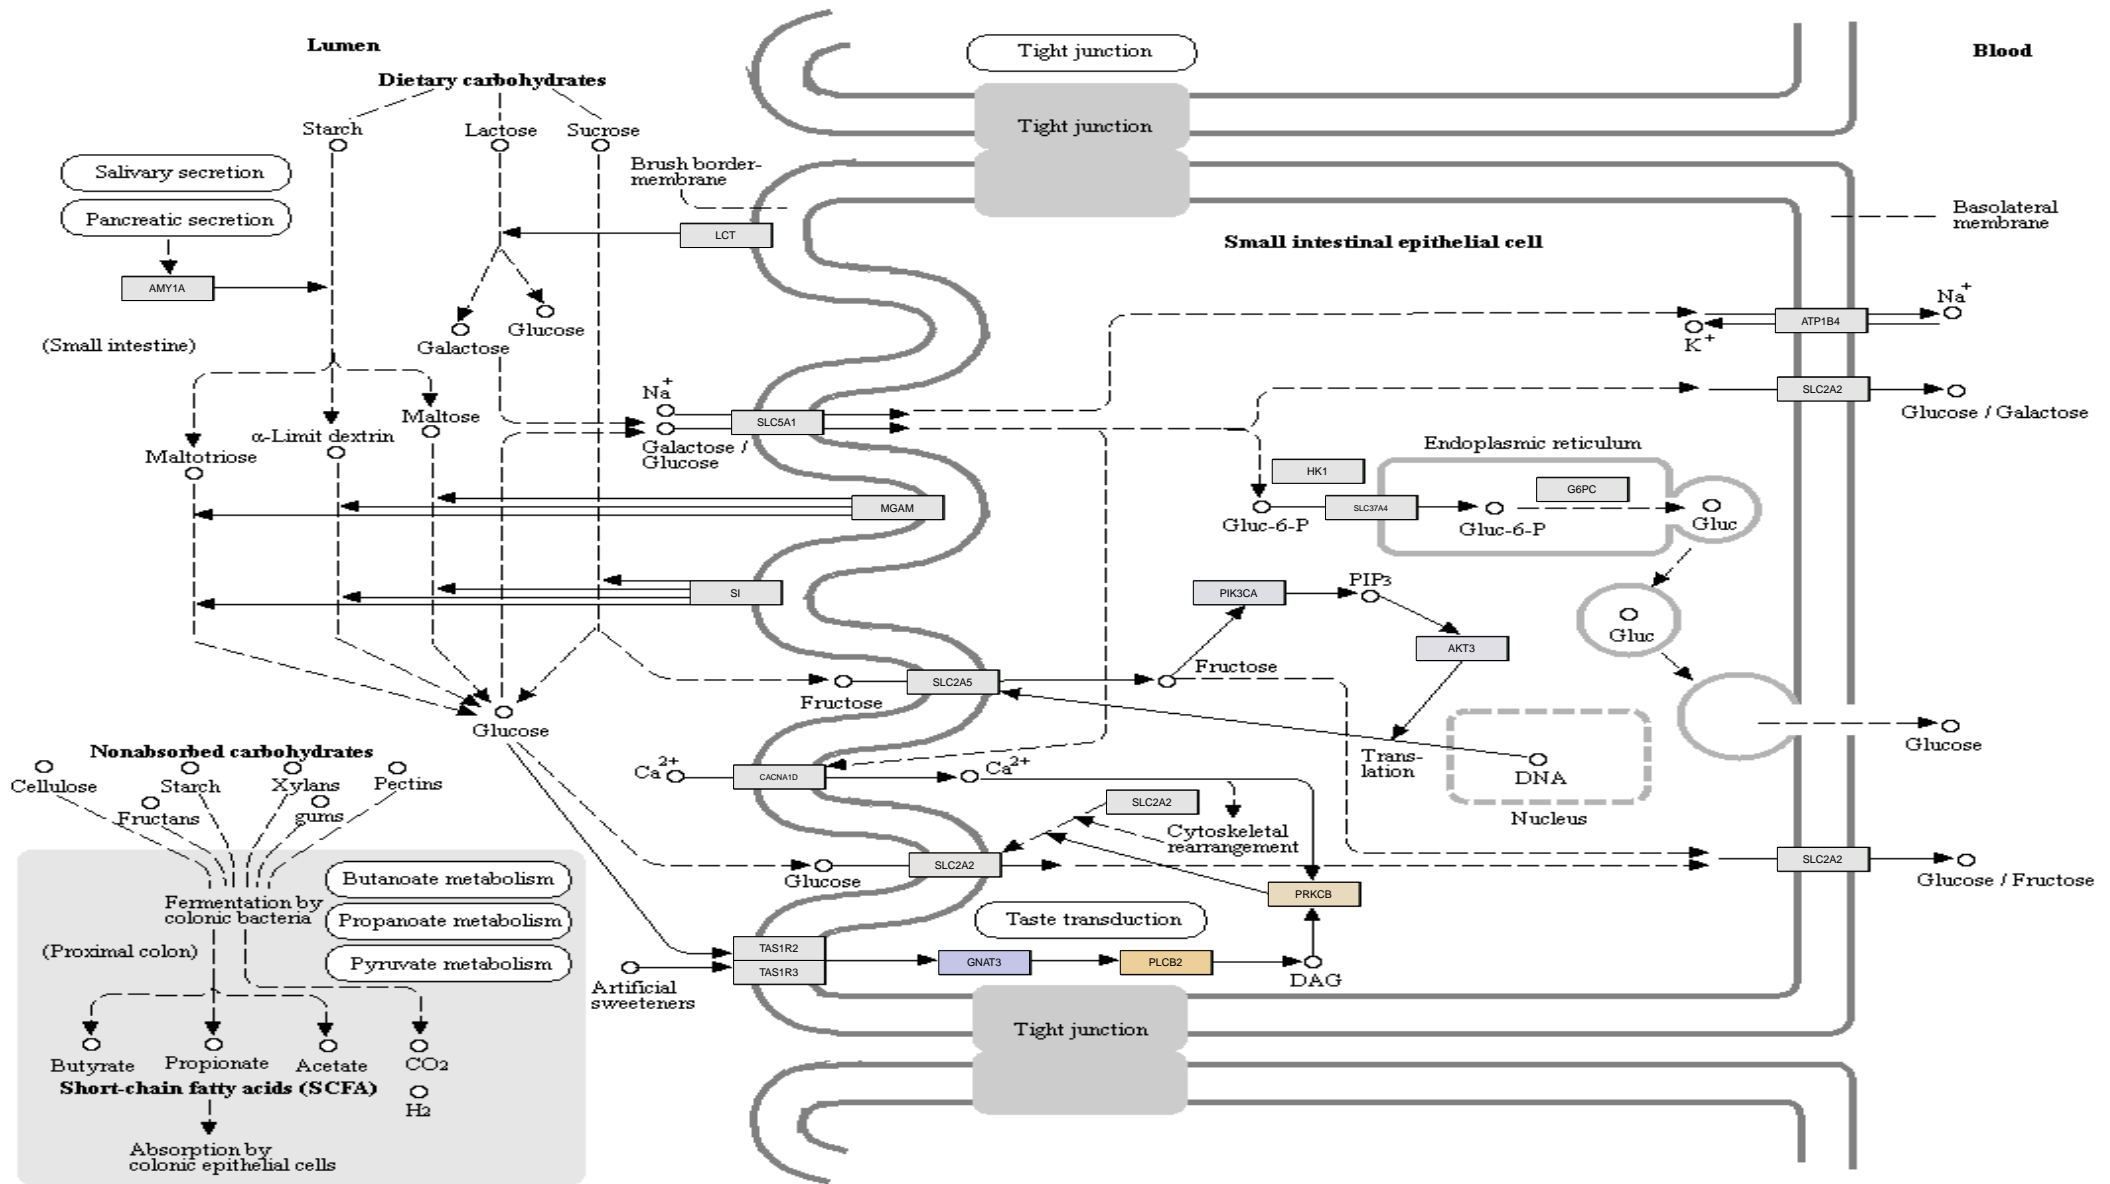 Lumen
Tight junction
Blood
Dietary carbohydrates
Starch
Lactose
Sucrose
Tight junction
Salivary secretion
Brush border-
membrane
Pancreatic secretion
Basolateral
membrane
LCT
Small intestinal epithelial cell
AMY1A
Na+
Glucose
Galactose
(Small intestine)
ATP1B4
K+
Na+
SLC2A2
Glucose / Galactose
Maltose
SLC5A1
α-Limit dextrin
Maltotriose
Galactose /
Glucose
Endoplasmic reticulum
HK1
G6PC
MGAM
SLC37A4
Gluc-6-P
Gluc-6-P
Gluc
SI
PIK3CA
PIP3
AKT3
Gluc
Fructose
SLC2A5
Fructose
Glucose
Glucose
Nonabsorbed carbohydrates
Cellulose
Starch
Xylans
Pectins
Fructans
gums
Ca2+
CACNA1D
Ca2+
Trans-
lation
DNA
Nucleus
SLC2A2
Cytoskeletal
rearrangement
Glucose
SLC2A2
SLC2A2
Glucose / Fructose
Butanoate metabolism
PRKCB
Fermentation by
colonic bacteria
Propanoate metabolism
Taste transduction
(Proximal colon)
Pyruvate metabolism
TAS1R2
TAS1R3
GNAT3
PLCB2
DAG
Artificial
sweeteners
Tight junction
Butyrate
Propionate
Acetate
CO2
Short-chain fatty acids (SCFA)
H2
Absorption by
colonic epithelial cells